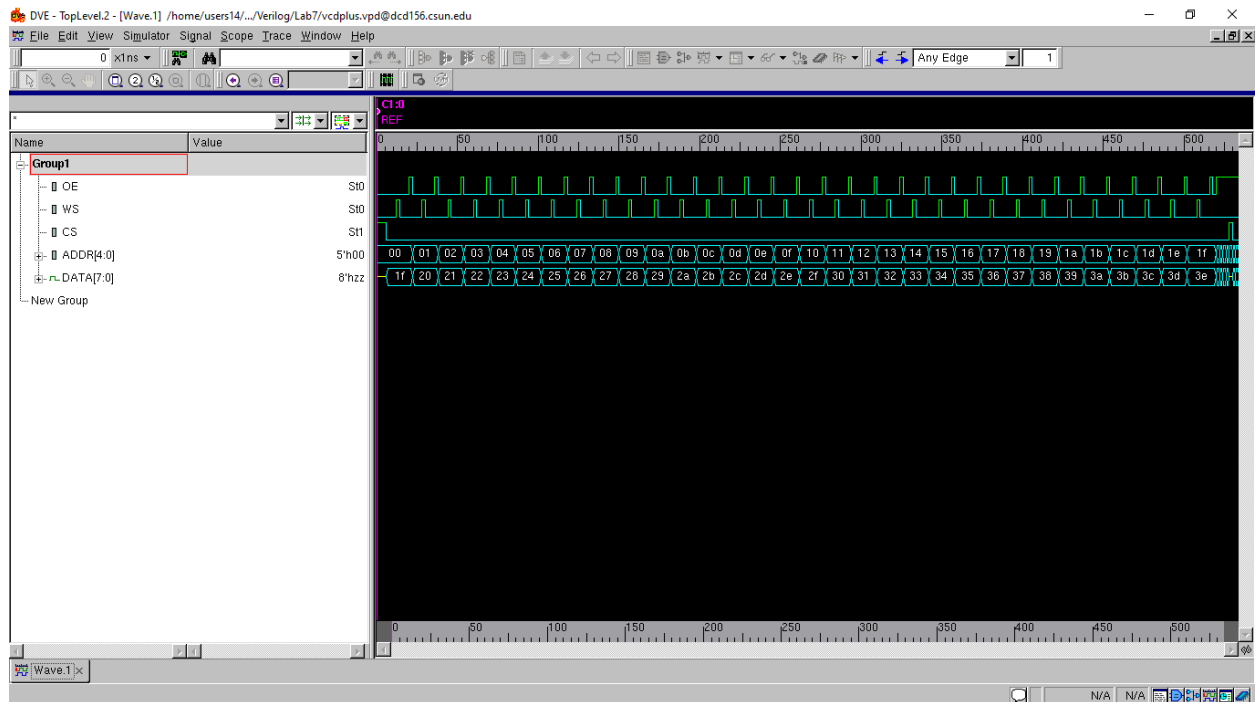 DVE - TopLevel.2 - [Wave.1] /home/users14/.../Verilog/Lab7/vcdplus.vpd@dcd156.csun.edu
File Edit View Simulator Signal Scope Trace Window Help
0 x1ns Any Edge 1
C1:0
REF
*
0 50 100 150 200 250 300 350 400 450 500
Name Value
Group1
OE St0
WS St0
CS St1
ADDR[4:0] 5'h00 00 01 02 03 04 05 06 07 08 09 0a 0b 0c 0d 0e 0f 10 11 12 13 14 15 16 17 18 19 1a 1b 1c 1d 1e 1f
DATA[7:0] 8'hzz 1f 20 21 22 23 24 25 26 27 28 29 2a 2b 2c 2d 2e 2f 30 31 32 33 34 35 36 37 38 39 3a 3b 3c 3d 3e
New Group
0 50 100 150 200 250 300 350 400 450 500
Wave.1
N/A N/A